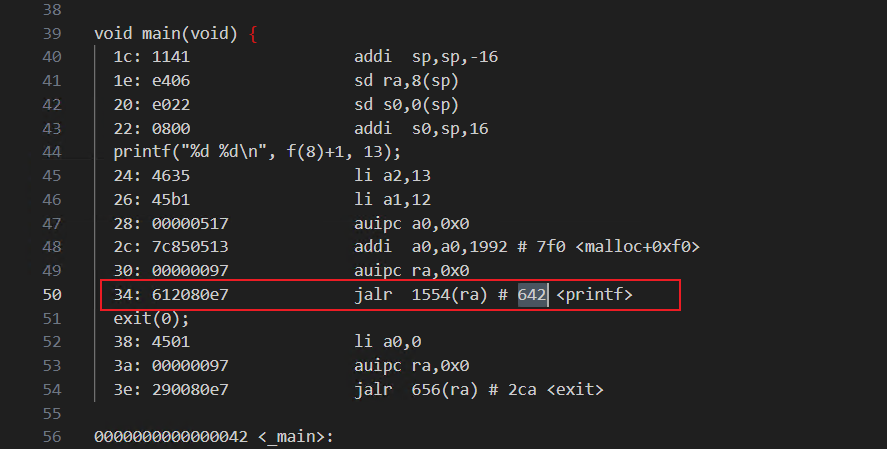 38
39 void main(void) {
40 1c: 1141 addi sp,sp,-16
41 1e: e406 sd ra,8(sp)
42 20: e022 sd s0,0(sp)
43 22: 0800 addi s0,sp,16
44 printf("%d %d\n", f(8)+1, 13);
45 24: 4635 li a2,13
46 26: 45b1 li a1,12
47 28: 00000517 auipc a0,0x0
48 2c: 7c850513 addi a0,a0,1992 # 7f0 <malloc+0xf0>
49 30: 00000097 auipc ra,0x0
50 34: 612080e7 jalr 1554(ra) # 642 <printf>
51 exit(0);
52 38: 4501 li a0,0
53 3a: 00000097 auipc ra,0x0
54 3e: 290080e7 jalr 656(ra) # 2ca <exit>
55
56 0000000000000042 <_main>: